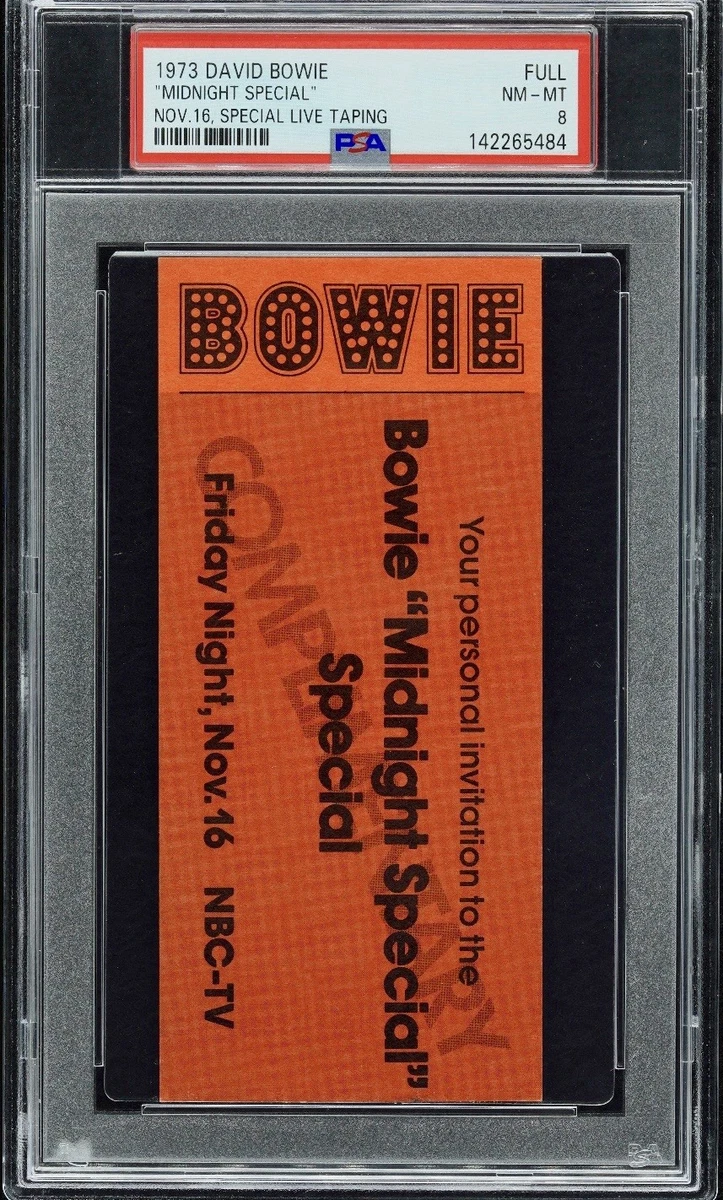 1973 DAVID BOWIE FULL
"MIDNIGHT SPECIAL" NM-MT
NOV.16, SPECIAL LIVE TAPING 8
PSA 142265484
BOWIE
Your personal invitation to the
Bowie “Midnight Special”
Special
COMPLIMENTARY
Friday Night, Nov.16 NBC-TV
PSA